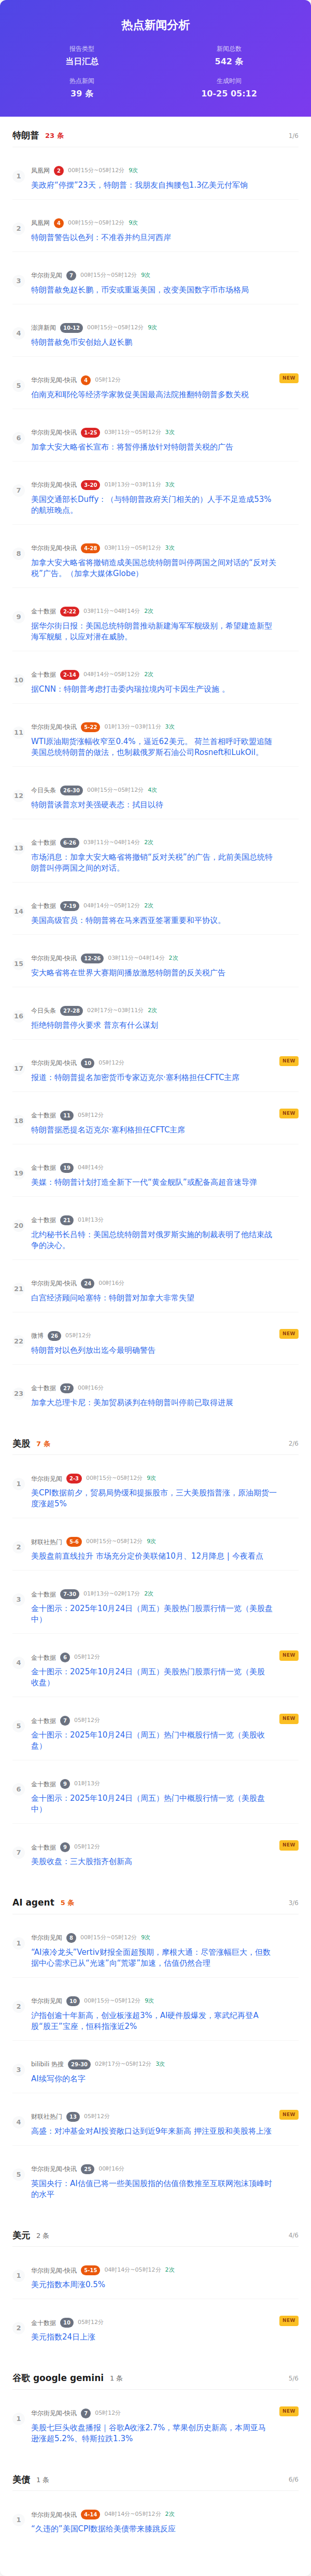 热点新闻分析
报告类型
新闻总数
当日汇总
542 条
热点新闻
生成时间
39 条
10-25 05:12
特朗普 23 条 1/6
1
凤凰网 2 00时15分~05时12分 9次
美政府“停摆”23天，特朗普：我朋友自掏腰包1.3亿美元付军饷
2
凤凰网 4 00时15分~05时12分 9次
特朗普警告以色列：不准吞并约旦河西岸
3
华尔街见闻 7 00时15分~05时12分 9次
特朗普赦免赵长鹏，币安或重返美国，改变美国数字货币市场格局
4
澎湃新闻 10-12 00时15分~05时12分 9次
特朗普赦免币安创始人赵长鹏
5
华尔街见闻-快讯 4 05时12分 NEW
伯南克和耶伦等经济学家敦促美国最高法院推翻特朗普多数关税
6
华尔街见闻-快讯 1-25 03时11分~05时12分 3次
加拿大安大略省长宣布：将暂停播放针对特朗普关税的广告
7
华尔街见闻-快讯 3-20 01时13分~03时11分 3次
美国交通部长Duffy：（与特朗普政府关门相关的）人手不足造成53%
的航班晚点。
8
华尔街见闻-快讯 4-28 03时11分~05时12分 3次
加拿大安大略省将撤销造成美国总统特朗普叫停两国之间对话的“反对关
税”广告。（加拿大媒体Globe）
9
金十数据 2-22 03时11分~04时14分 2次
据华尔街日报：美国总统特朗普推动新建海军军舰级别，希望建造新型
海军舰艇，以应对潜在威胁。
10
金十数据 2-14 04时14分~05时12分 2次
据CNN：特朗普考虑打击委内瑞拉境内可卡因生产设施 。
11
华尔街见闻-快讯 5-22 01时13分~03时11分 3次
WTI原油期货涨幅收窄至0.4%，逼近62美元。 荷兰首相呼吁欧盟追随
美国总统特朗普的做法，也制裁俄罗斯石油公司Rosneft和LukOil。
12
今日头条 26-30 00时15分~05时12分 4次
特朗普谈普京对美强硬表态：拭目以待
13
金十数据 6-26 03时11分~04时14分 2次
市场消息：加拿大安大略省将撤销“反对关税”的广告，此前美国总统特
朗普叫停两国之间的对话。
14
金十数据 7-19 04时14分~05时12分 2次
美国高级官员：特朗普将在马来西亚签署重要和平协议。
15
华尔街见闻-快讯 12-26 03时11分~04时14分 2次
安大略省将在世界大赛期间播放激怒特朗普的反关税广告
16
今日头条 27-28 02时17分~03时11分 2次
拒绝特朗普停火要求 普京有什么谋划
17
华尔街见闻-快讯 10 05时12分 NEW
报道：特朗普提名加密货币专家迈克尔·塞利格担任CFTC主席
18
金十数据 11 05时12分 NEW
特朗普据悉提名迈克尔·塞利格担任CFTC主席
19
金十数据 19 04时14分
美媒：特朗普计划打造全新下一代“黄金舰队”或配备高超音速导弹
20
金十数据 21 01时13分
北约秘书长吕特：美国总统特朗普对俄罗斯实施的制裁表明了他结束战
争的决心。
21
华尔街见闻-快讯 24 00时16分
白宫经济顾问哈塞特：特朗普对加拿大非常失望
22
微博 26 05时12分 NEW
特朗普对以色列放出迄今最明确警告
23
金十数据 27 00时16分
加拿大总理卡尼：美加贸易谈判在特朗普叫停前已取得进展
美股 7 条 2/6
1
华尔街见闻 2-3 00时15分~05时12分 9次
美CPI数据前夕，贸易局势缓和提振股市，三大美股指普涨，原油期货一
度涨超5%
2
财联社热门 5-6 00时15分~05时12分 9次
美股盘前直线拉升 市场充分定价美联储10月、12月降息 | 今夜看点
3
金十数据 7-30 01时13分~02时17分 2次
金十图示：2025年10月24日（周五）美股热门股票行情一览（美股盘
中）
4
金十数据 6 05时12分 NEW
金十图示：2025年10月24日（周五）美股热门股票行情一览（美股
收盘）
5
金十数据 7 05时12分 NEW
金十图示：2025年10月24日（周五）热门中概股行情一览（美股收
盘）
6
金十数据 9 01时13分
金十图示：2025年10月24日（周五）热门中概股行情一览（美股盘
中）
7
金十数据 9 05时12分 NEW
美股收盘：三大股指齐创新高
AI agent 5 条 3/6
1
华尔街见闻 8 00时15分~05时12分 9次
“AI液冷龙头”Vertiv财报全面超预期，摩根大通：尽管涨幅巨大，但数
据中心需求已从“光速”向“荒谬”加速，估值仍然合理
2
华尔街见闻 10 00时15分~05时12分 9次
沪指创逾十年新高，创业板涨超3%，AI硬件股爆发，寒武纪再登A
股“股王”宝座，恒科指涨近2%
3
bilibili 热搜 29-30 02时17分~05时12分 3次
AI续写你的名字
4
财联社热门 13 05时12分 NEW
高盛：对冲基金对AI投资敞口达到近9年来新高 押注亚股和美股将上涨
5
华尔街见闻-快讯 25 00时16分
英国央行：AI估值已将一些美国股指的估值倍数推至互联网泡沫顶峰时
的水平
美元 2 条 4/6
1
华尔街见闻-快讯 5-15 04时14分~05时12分 2次
美元指数本周涨0.5%
2
金十数据 10 05时12分 NEW
美元指数24日上涨
谷歌 google gemini 1 条 5/6
1
华尔街见闻-快讯 7 05时12分 NEW
美股七巨头收盘播报｜谷歌A收涨2.7%，苹果创历史新高，本周亚马
逊涨超5.2%、特斯拉跌1.3%
美债 1 条 6/6
1
华尔街见闻-快讯 4-14 04时14分~05时12分 2次
“久违的”美国CPI数据给美债带来膝跳反应